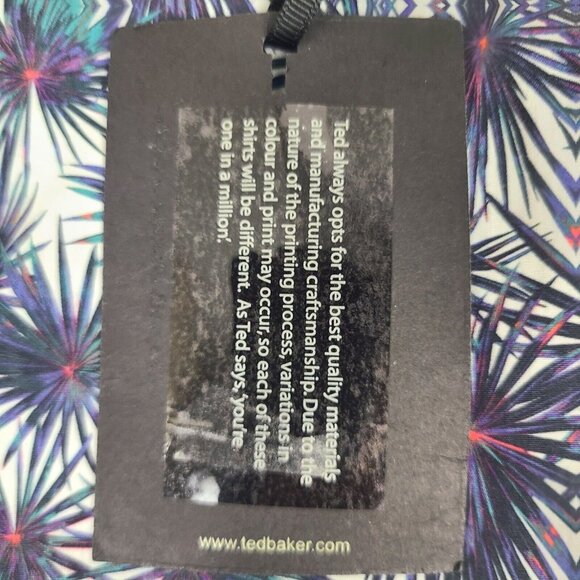 Ted always opts for the best quality materials
and manufacturing craftsmanship. Due to the
nature of the printing process, variations in
colour and print may occur, so each of these
shirts will be different. As Ted says, 'you're
one in a million'.
www.tedbaker.com